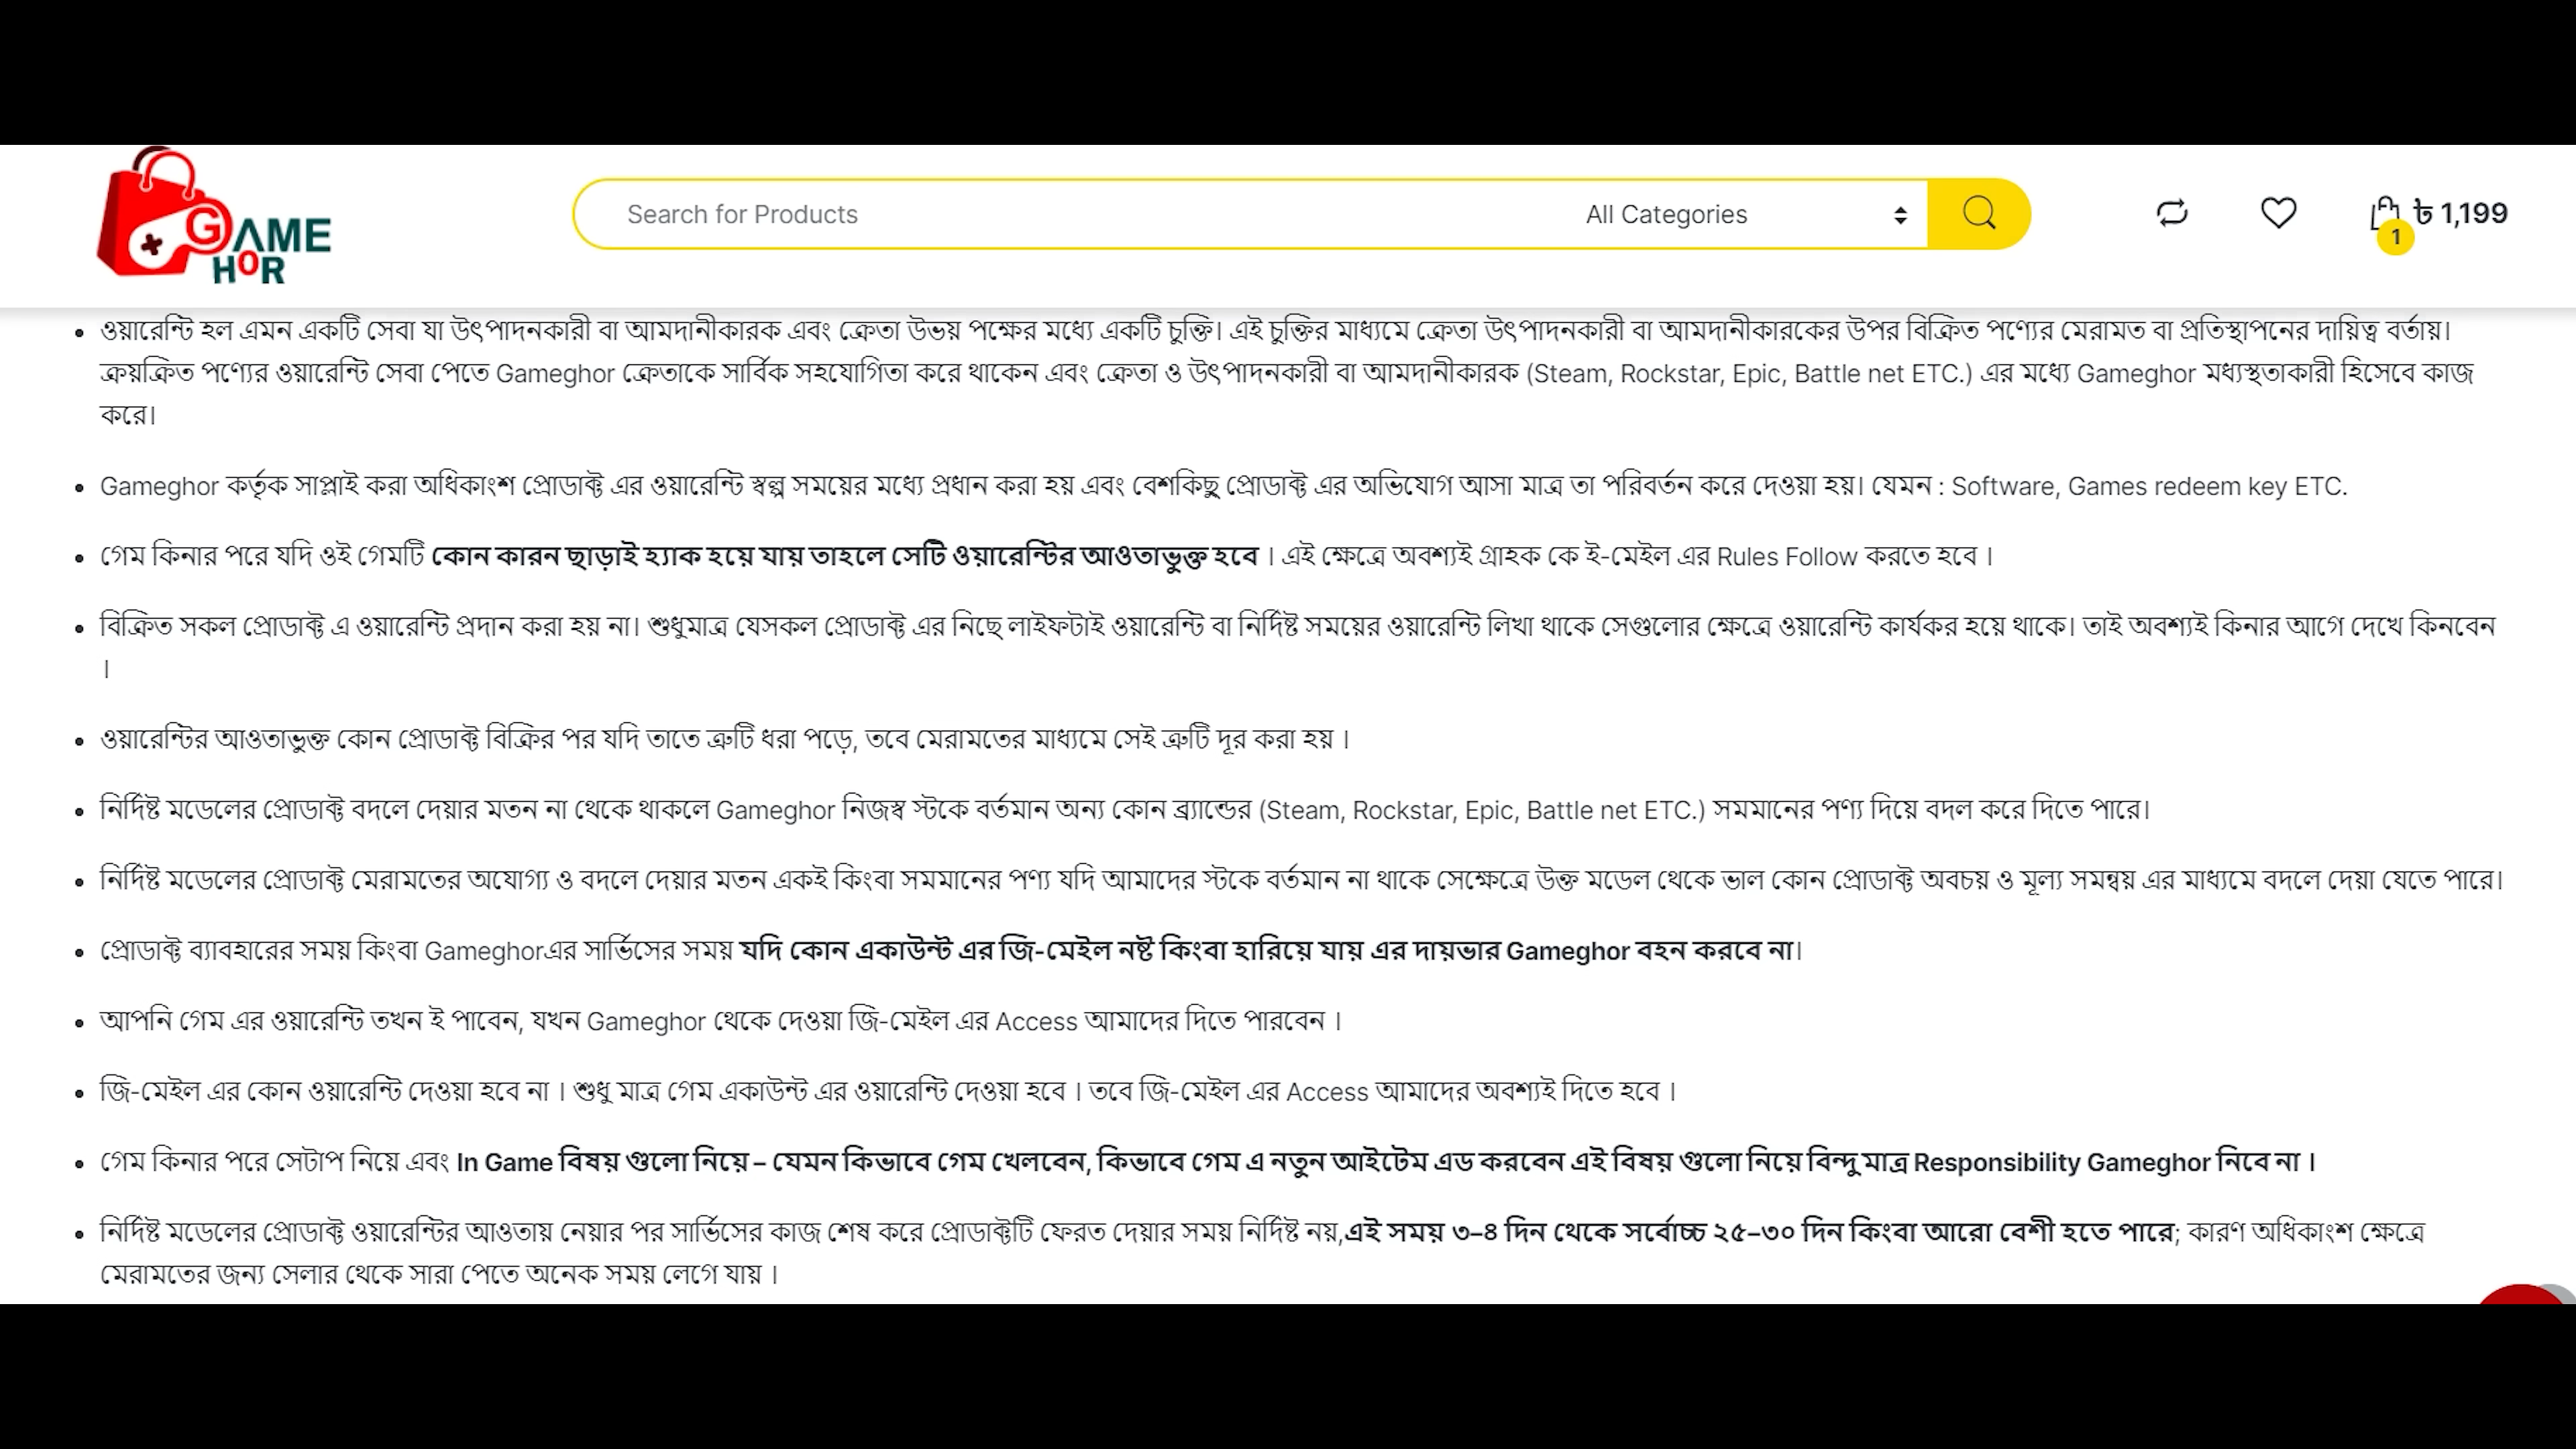 GAME
HOR
Search for Products
All Categories
৳ 1,199
1
ওয়ারেন্টি হল এমন একটি সেবা যা উৎপাদনকারী বা আমদানীকারক এবং ক্রেতা উভয় পক্ষের মধ্যে একটি চুক্তি। এই চুক্তির মাধ্যমে ক্রেতা উৎপাদনকারী বা আমদানীকারকের উপর বিক্রিত পণ্যের মেরামত বা প্রতিস্থাপনের দায়িত্ব বর্তায়।
ক্রয়ক্রিত পণ্যের ওয়ারেন্টি সেবা পেতে Gameghor ক্রেতাকে সার্বিক সহযোগিতা করে থাকেন এবং ক্রেতা ও উৎপাদনকারী বা আমদানীকারক (Steam, Rockstar, Epic, Battle net ETC.) এর মধ্যে Gameghor মধ্যস্থতাকারী হিসেবে কাজ
করে।
Gameghor কর্তৃক সাপ্লাই করা অধিকাংশ প্রোডাক্ট এর ওয়ারেন্টি স্বল্প সময়ের মধ্যে প্রধান করা হয় এবং বেশকিছু প্রোডাক্ট এর অভিযোগ আসা মাত্র তা পরিবর্তন করে দেওয়া হয়। যেমন : Software, Games redeem key ETC.
গেম কিনার পরে যদি ওই গেমটি কোন কারন ছাড়াই হ্যাক হয়ে যায় তাহলে সেটি ওয়ারেন্টির আওতাভুক্ত হবে । এই ক্ষেত্রে অবশ্যই গ্রাহক কে ই-মেইল এর Rules Follow করতে হবে ।
বিক্রিত সকল প্রোডাক্ট এ ওয়ারেন্টি প্রদান করা হয় না। শুধুমাত্র যেসকল প্রোডাক্ট এর নিছে লাইফটাই ওয়ারেন্টি বা নির্দিষ্ট সময়ের ওয়ারেন্টি লিখা থাকে সেগুলোর ক্ষেত্রে ওয়ারেন্টি কার্যকর হয়ে থাকে। তাই অবশ্যই কিনার আগে দেখে কিনবেন
।
ওয়ারেন্টির আওতাভুক্ত কোন প্রোডাক্ট বিক্রির পর যদি তাতে ত্রুটি ধরা পড়ে, তবে মেরামতের মাধ্যমে সেই ত্রুটি দূর করা হয় ।
নির্দিষ্ট মডেলের প্রোডাক্ট বদলে দেয়ার মতন না থেকে থাকলে Gameghor নিজস্ব স্টকে বর্তমান অন্য কোন ব্র্যান্ডের (Steam, Rockstar, Epic, Battle net ETC.) সমমানের পণ্য দিয়ে বদল করে দিতে পারে।
নির্দিষ্ট মডেলের প্রোডাক্ট মেরামতের অযোগ্য ও বদলে দেয়ার মতন একই কিংবা সমমানের পণ্য যদি আমাদের স্টকে বর্তমান না থাকে সেক্ষেত্রে উক্ত মডেল থেকে ভাল কোন প্রোডাক্ট অবচয় ও মূল্য সমন্বয় এর মাধ্যমে বদলে দেয়া যেতে পারে।
প্রোডাক্ট ব্যাবহারের সময় কিংবা Gameghorএর সার্ভিসের সময় যদি কোন একাউন্ট এর জি-মেইল নষ্ট কিংবা হারিয়ে যায় এর দায়ভার Gameghor বহন করবে না।
আপনি গেম এর ওয়ারেন্টি তখন ই পাবেন, যখন Gameghor থেকে দেওয়া জি-মেইল এর Access আমাদের দিতে পারবেন ।
জি-মেইল এর কোন ওয়ারেন্টি দেওয়া হবে না । শুধু মাত্র গেম একাউন্ট এর ওয়ারেন্টি দেওয়া হবে । তবে জি-মেইল এর Access আমাদের অবশ্যই দিতে হবে ।
গেম কিনার পরে সেটাপ নিয়ে এবং In Game বিষয় গুলো নিয়ে – যেমন কিভাবে গেম খেলবেন, কিভাবে গেম এ নতুন আইটেম এড করবেন এই বিষয় গুলো নিয়ে বিন্দু মাত্র Responsibility Gameghor নিবে না ।
নির্দিষ্ট মডেলের প্রোডাক্ট ওয়ারেন্টির আওতায় নেয়ার পর সার্ভিসের কাজ শেষ করে প্রোডাক্টটি ফেরত দেয়ার সময় নির্দিষ্ট নয়,এই সময় ৩–৪ দিন থেকে সর্বোচ্চ ২৫–৩০ দিন কিংবা আরো বেশী হতে পারে; কারণ অধিকাংশ ক্ষেত্রে
মেরামতের জন্য সেলার থেকে সারা পেতে অনেক সময় লেগে যায় ।